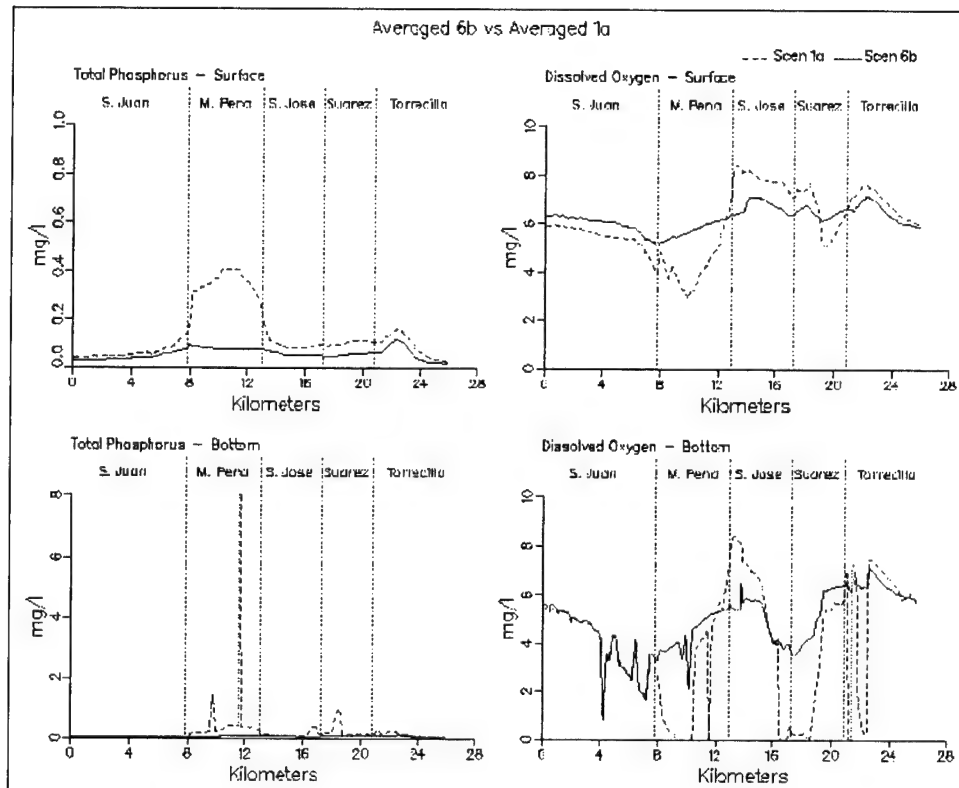 Averaged 6b vs Averaged 1a
Scen 1a Scen 6b
Total Phosphorus - Surface
S. Juan M. Pena S. Jose Suarez Torrecilla
mg/l
0.0 0.2 0.4 0.6 0.8 1.0
0 4 8 12 16 20 24 28
Kilometers
Dissolved Oxygen - Surface
S. Juan M. Pena S. Jose Suarez Torrecilla
mg/l
0 2 4 6 8 10
0 4 8 12 16 20 24 28
Kilometers
Total Phosphorus - Bottom
S. Juan M. Pena S. Jose Suarez Torrecilla
mg/l
0 2 4 6 8
0 4 8 12 16 20 24 28
Kilometers
Dissolved Oxygen - Bottom
S. Juan M. Pena S. Jose Suarez Torrecilla
mg/l
0 2 4 6 8 10
0 4 8 12 16 20 24 28
Kilometers